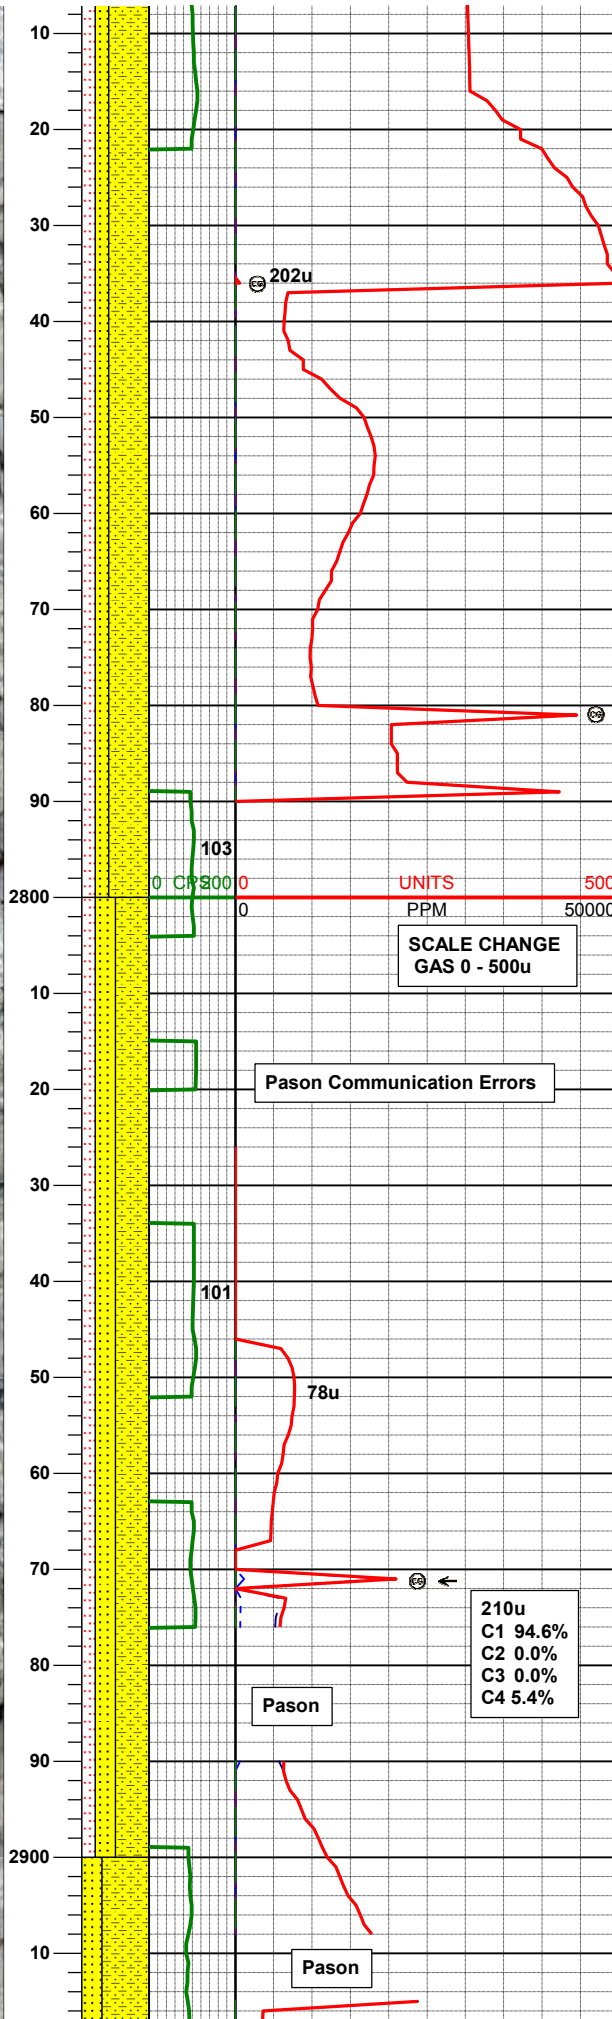 10
20
30
202u
CG
40
50
60
70
80
CG
90
103
0 CPS 200 0 UNITS 500
2800
0 PPM 50000
SCALE CHANGE
GAS 0 - 500u
10
20
Pason Communication Errors
30
40
101
50
78u
60
70
CG
210u
C1 94.6%
C2 0.0%
C3 0.0%
C4 5.4%
80
Pason
90
2900
10
Pason